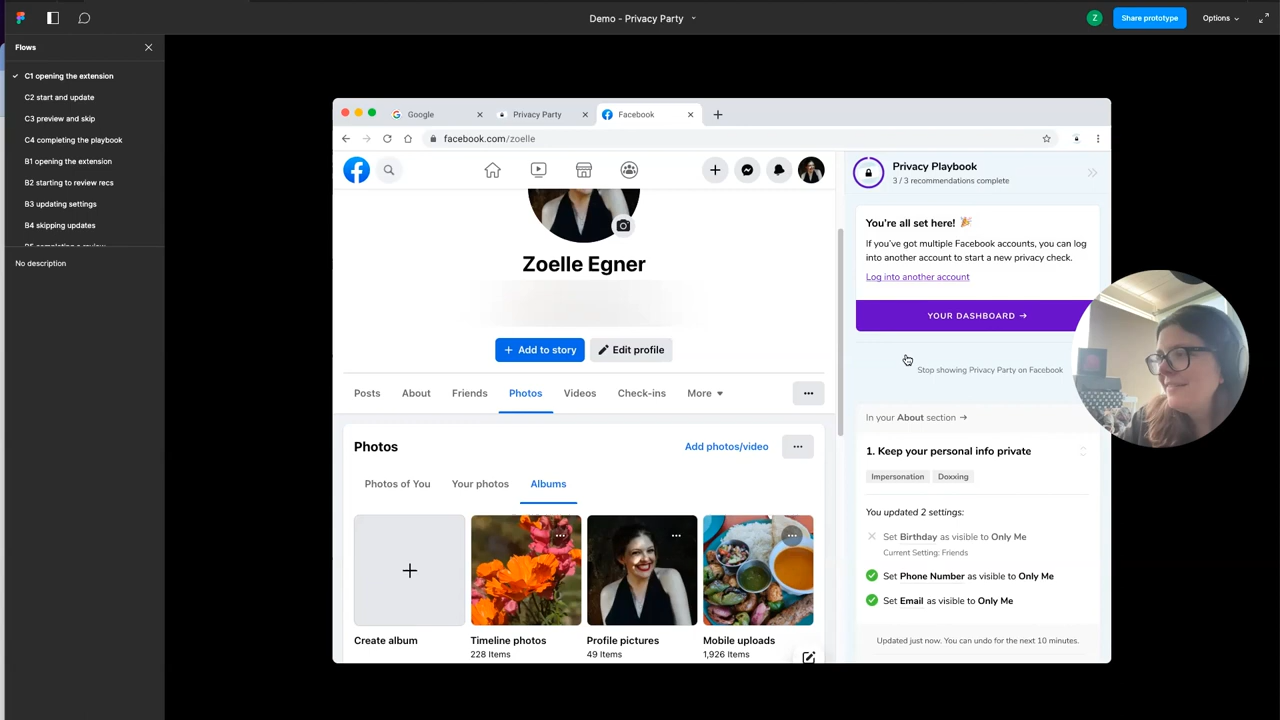 Demo - Privacy Party
Z
Share prototype
Options
Flows
C1 opening the extension
C2 start and update
C3 preview and skip
C4 completing the playbook
B1 opening the extension
B2 starting to review recs
B3 updating settings
B4 skipping updates
No description
Google
Privacy Party
Facebook
facebook.com/zoelle
Zoelle Egner
+ Add to story
Edit profile
Posts
About
Friends
Photos
Videos
Check-ins
More
Photos
Add photos/video
Photos of You
Your photos
Albums
Create album
Timeline photos
228 Items
Profile pictures
49 Items
Mobile uploads
1,926 Items
Privacy Playbook
3 / 3 recommendations complete
You're all set here! 🎉
If you've got multiple Facebook accounts, you can log
into another account to start a new privacy check.
Log into another account
YOUR DASHBOARD →
Stop showing Privacy Party on Facebook
In your About section →
1. Keep your personal info private
Impersonation
Doxxing
You updated 2 settings:
Set Birthday as visible to Only Me
Current Setting: Friends
Set Phone Number as visible to Only Me
Set Email as visible to Only Me
Updated just now. You can undo for the next 10 minutes.